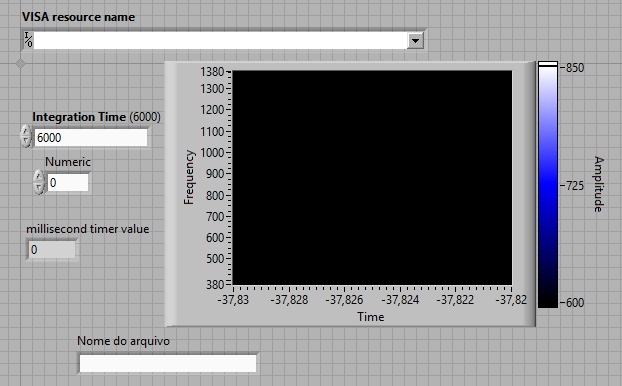 VISA resource name
I/O
Integration Time (6000)
6000
Numeric
0
millisecond timer value
0
Frequency
1380
1300
1200
1100
1000
900
800
700
600
500
380
-37,83 -37,828 -37,826 -37,824 -37,822 -37,82
Time
850
725
600
Amplitude
Nome do arquivo